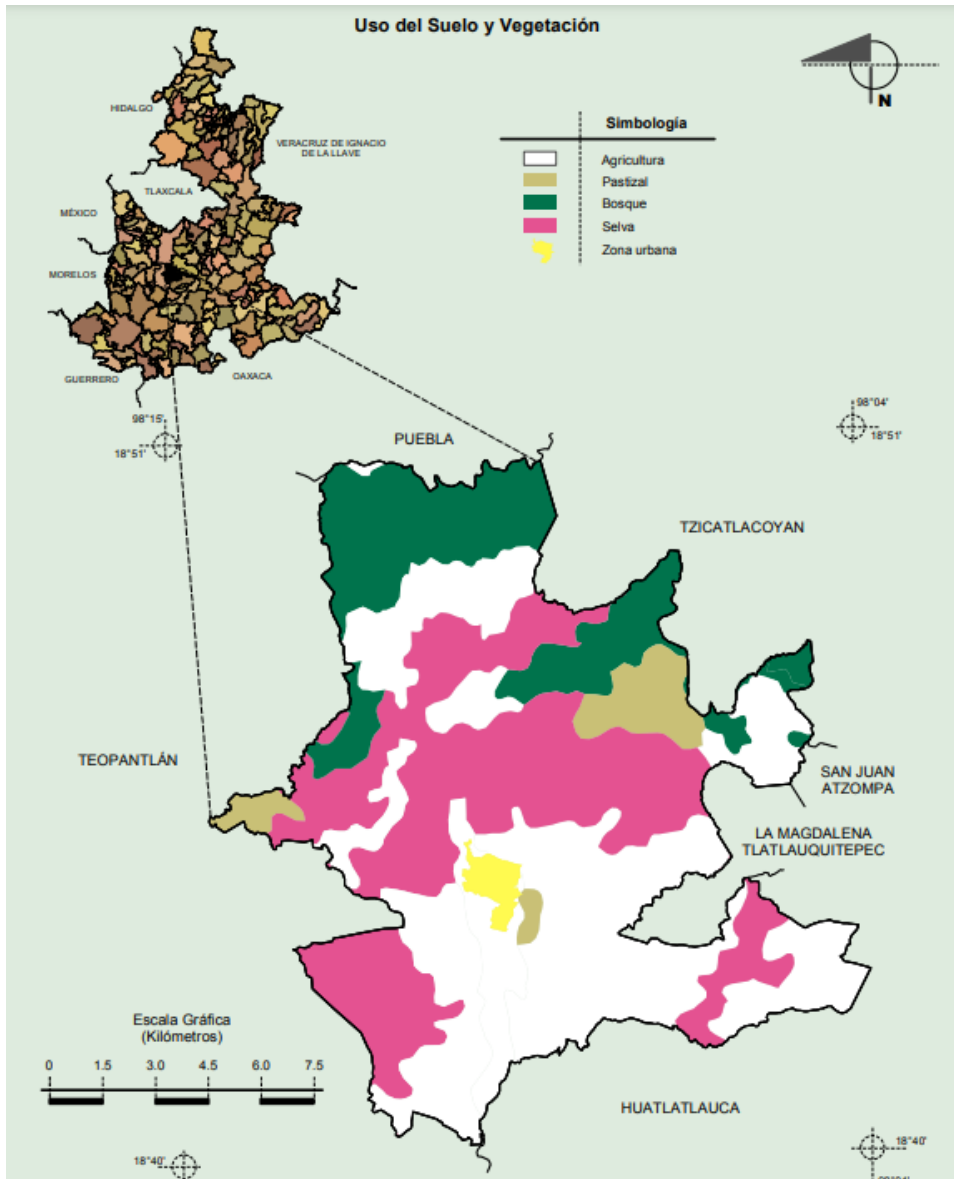 Uso del Suelo y Vegetación
N
HIDALGO
VERACRUZ DE IGNACIO
DE LA LLAVE
TLAXCALA
MÉXICO
MORELOS
GUERRERO
OAXACA
Simbología
Agricultura
Pastizal
Bosque
Selva
Zona urbana
98°15'
18°51'
98°04'
18°51'
PUEBLA
TZICATLACOYAN
TEOPANTLÁN
SAN JUAN
ATZOMPA
LA MAGDALENA
TLATLAUQUITEPEC
Escala Gráfica
(Kilómetros)
0 1.5 3.0 4.5 6.0 7.5
HUATLATLAUCA
18°40'
18°40'